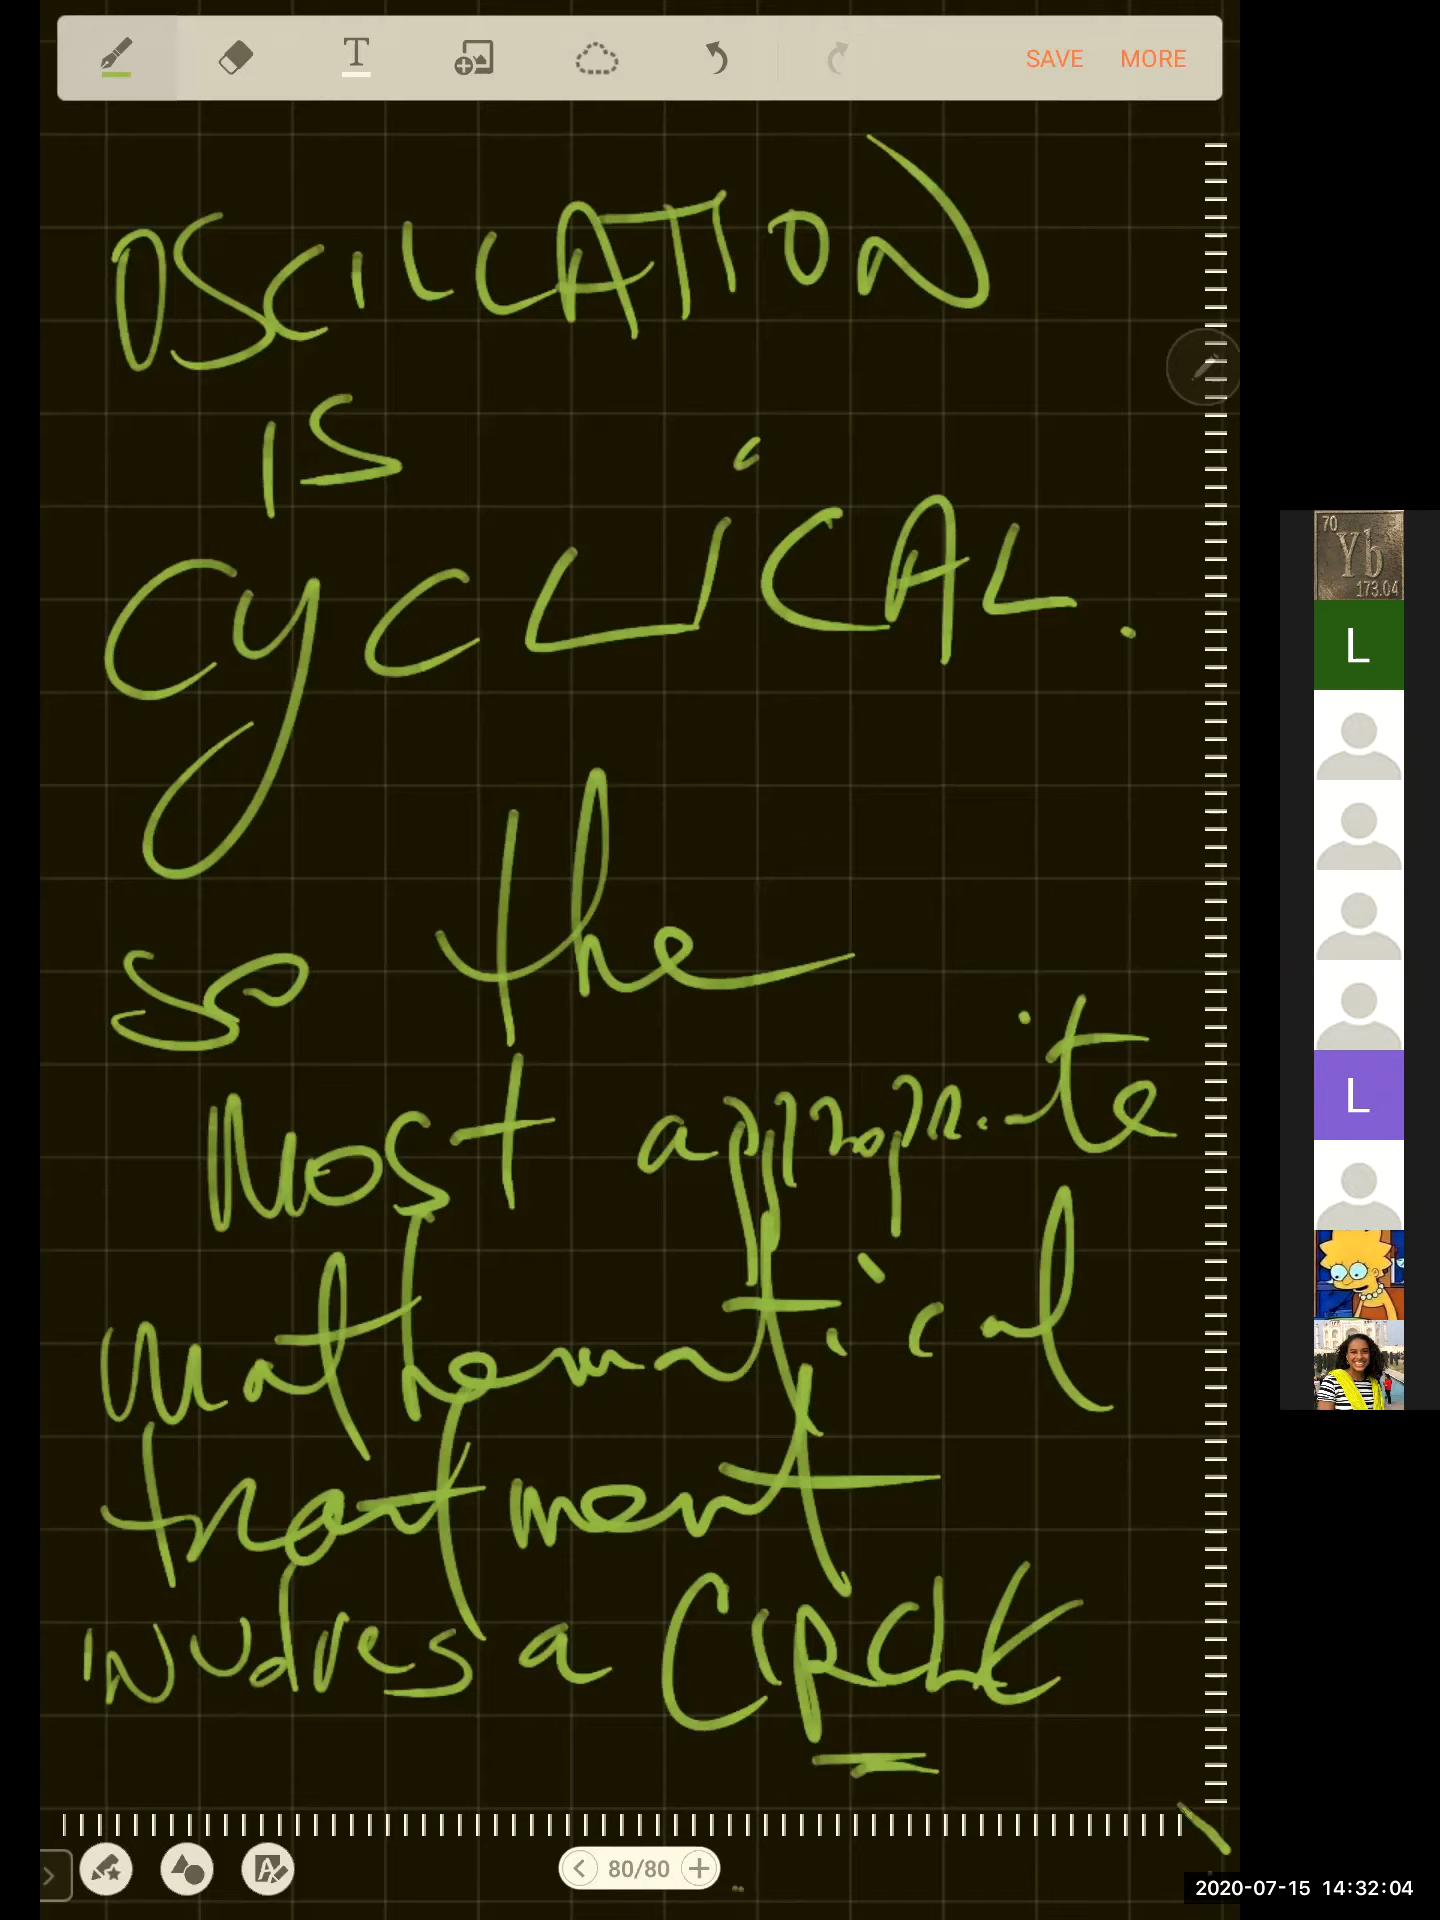 T
SAVE MORE
OSCILLATION
IS
CYCLICAL.
so the
Most appropriate
mathematical
treatment
involves a CIRCLE
70
Yb
173.04
L
L
80/80
2020-07-15 14:32:04